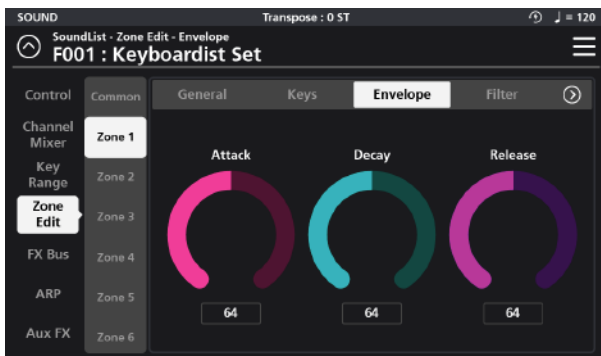 SOUND
Transpose : 0 ST
♩ = 120
SoundList - Zone Edit - Envelope
F001 : Keyboardist Set
Control
Channel
Mixer
Key
Range
Zone
Edit
FX Bus
ARP
Aux FX
Common
Zone 1
Zone 2
Zone 3
Zone 4
Zone 5
Zone 6
General
Keys
Envelope
Filter
Attack
Decay
Release
64
64
64